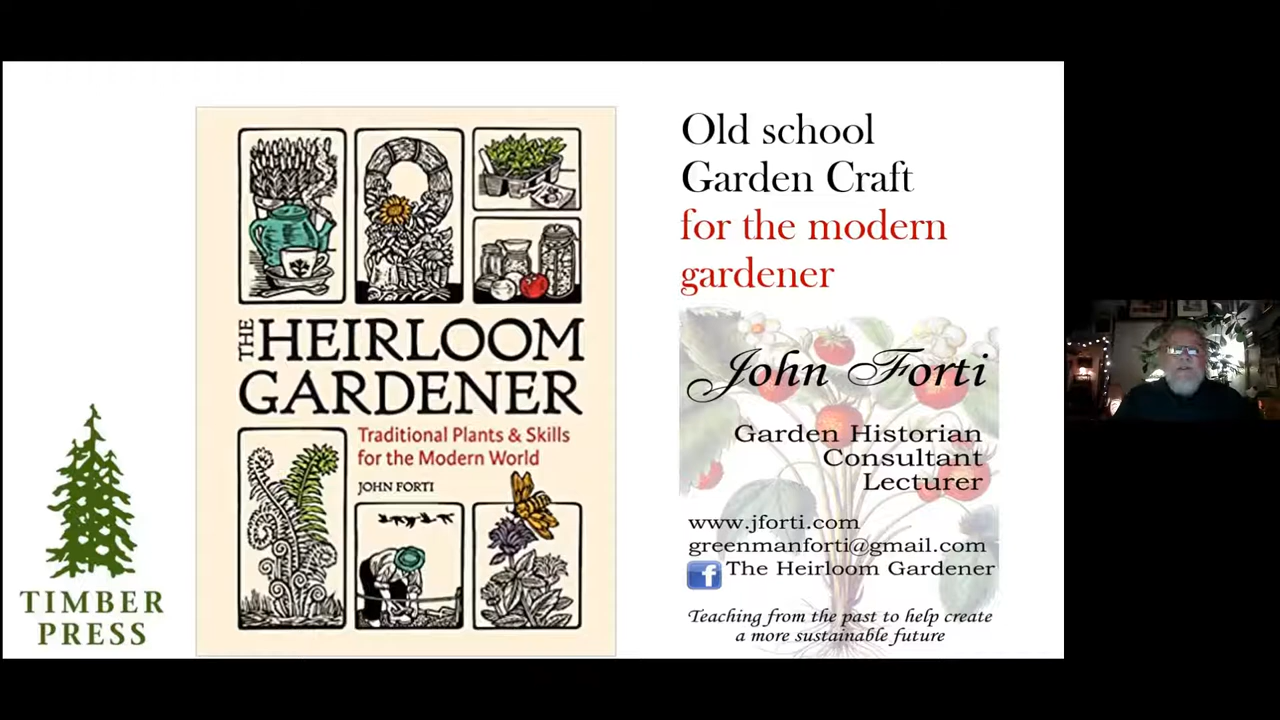 THE HEIRLOOM
GARDENER
Traditional Plants & Skills
for the Modern World
JOHN FORTI
TIMBER
PRESS
Old school
Garden Craft
for the modern
gardener
John Forti
Garden Historian
Consultant
Lecturer
www.jforti.com
greenmanforti@gmail.com
f The Heirloom Gardener
Teaching from the past to help create
a more sustainable future